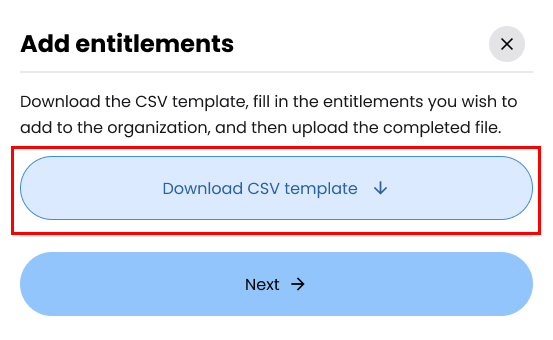 Add entitlements
Download the CSV template, fill in the entitlements you wish to
add to the organization, and then upload the completed file.
Download CSV template
Next